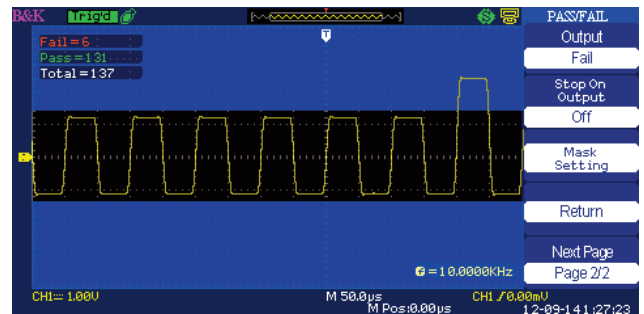 B&K Trig'd PASS/FAIL
Fail=6
Pass=131
Total=137
T
Output
Fail
Stop On
Output
Off
Mask
Setting
Return
Next Page
Page 2/2
=10.0000KHz
CH1 1.00V M 50.0μs CH1 0.00mV
M Pos:0.00μs 12-09-14 1:27:23